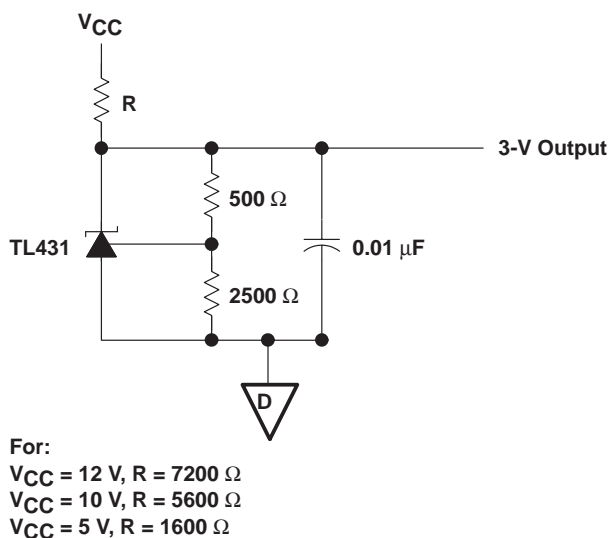 VCC
R
3-V Output
500 Ω
TL431
0.01 μF
2500 Ω
D
For:
VCC = 12 V, R = 7200 Ω
VCC = 10 V, R = 5600 Ω
VCC = 5 V, R = 1600 Ω